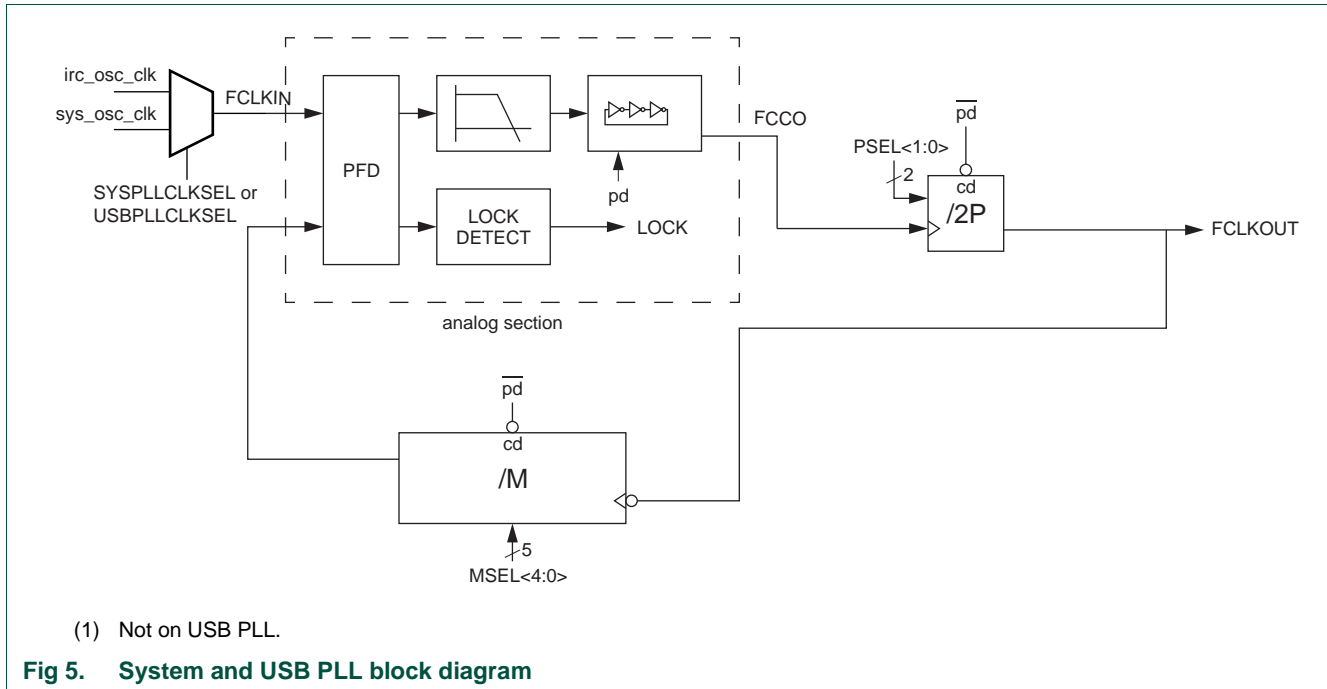 irc_osc_clk
sys_osc_clk
FCLKIN
SYSPLLCLKSEL or
USBPLLCLKSEL
PFD
LOCK
DETECT
LOCK
pd
analog section
FCCO
pd
PSEL<1:0>
2
cd
/2P
FCLKOUT
pd
cd
/M
5
MSEL<4:0>
(1) Not on USB PLL.
Fig 5. System and USB PLL block diagram